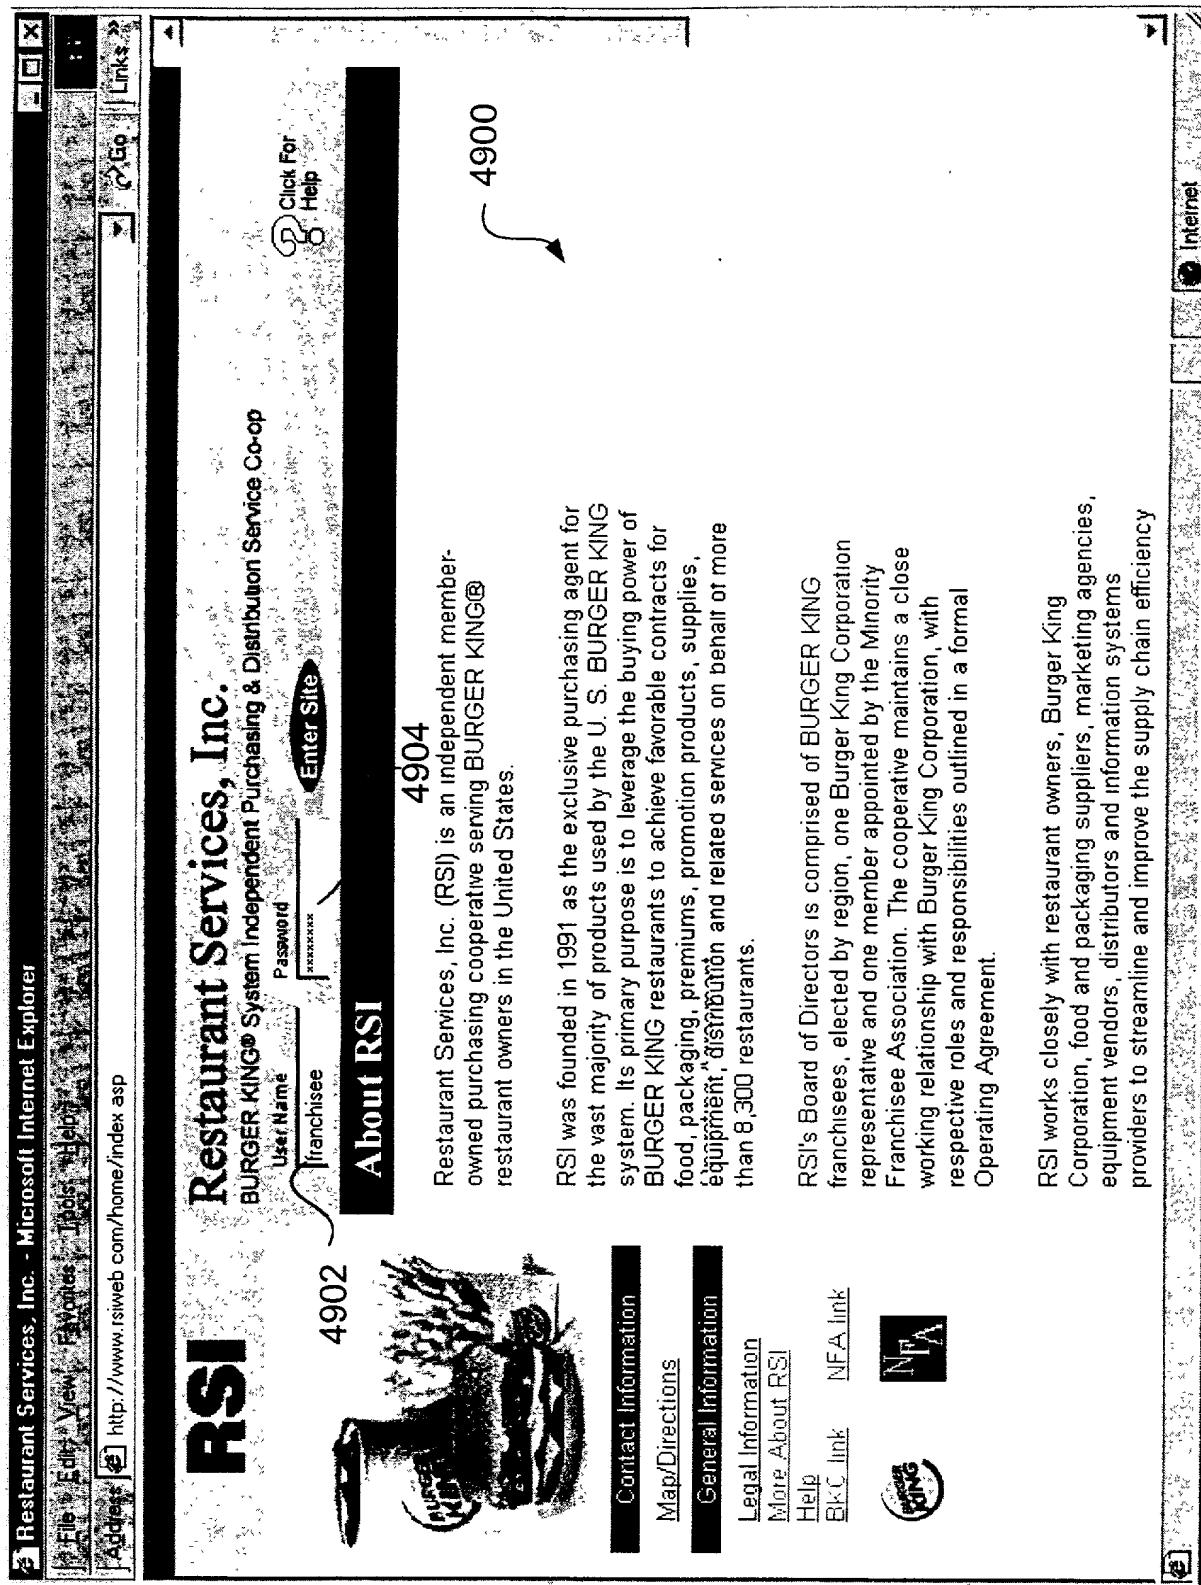 Restaurant Services, Inc. - Microsoft Internet Explorer
File Edit View Favorites Tools Help
Address http://www.rsiweb.com/home/index.asp Go Links »
RSI
Restaurant Services, Inc.
BURGER KING® System Independent Purchasing & Distribution Service Co-op
User Name Password
franchisee xxxxxxxx Enter Site Click For Help
4902
4904
4900
About RSI
BURGER KING
Contact Information
Map/Directions
General Information
Legal Information
More About RSI
Help
BKC link NFA link
BURGER KING NFA
Restaurant Services, Inc. (RSI) is an independent member-
owned purchasing cooperative serving BURGER KING®
restaurant owners in the United States.
RSI was founded in 1991 as the exclusive purchasing agent for
the vast majority of products used by the U. S. BURGER KING
system. Its primary purpose is to leverage the buying power of
BURGER KING restaurants to achieve favorable contracts for
food, packaging, premiums, promotion products, supplies,
equipment, distribution and related services on behalf of more
than 8,300 restaurants.
RSI's Board of Directors is comprised of BURGER KING
franchisees, elected by region, one Burger King Corporation
representative and one member appointed by the Minority
Franchisee Association. The cooperative maintains a close
working relationship with Burger King Corporation, with
respective roles and responsibilities outlined in a formal
Operating Agreement.
RSI works closely with restaurant owners, Burger King
Corporation, food and packaging suppliers, marketing agencies,
equipment vendors, distributors and information systems
providers to streamline and improve the supply chain efficiency
Internet